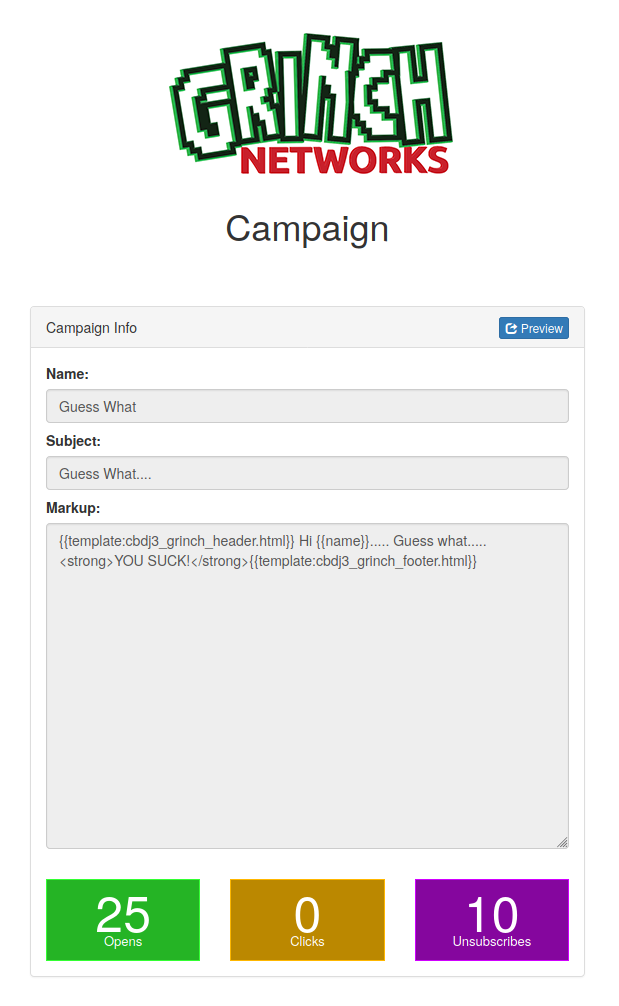 GRINCH
NETWORKS
Campaign
Campaign Info
Preview
Name:
Guess What
Subject:
Guess What....
Markup:
{{template:cbdj3_grinch_header.html}} Hi {{name}}..... Guess what.....
<strong>YOU SUCK!</strong>{{template:cbdj3_grinch_footer.html}}
25
Opens
0
Clicks
10
Unsubscribes